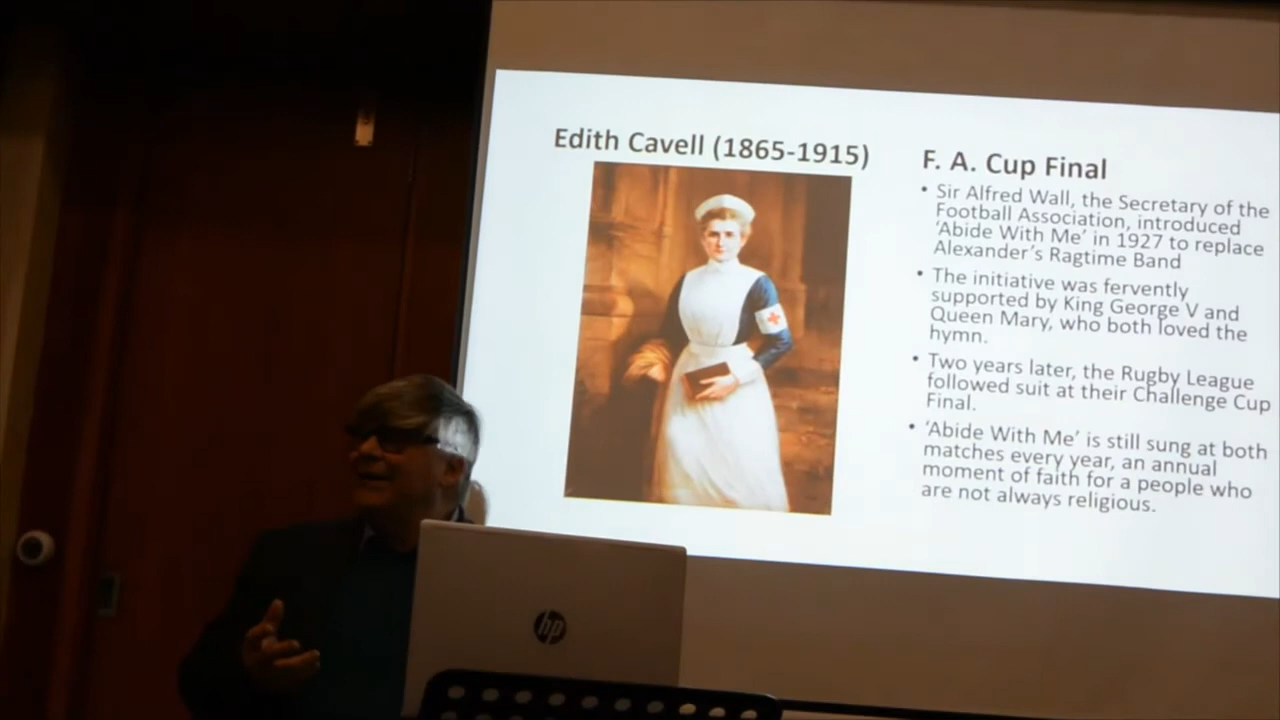 Edith Cavell (1865-1915)
F. A. Cup Final
• Sir Alfred Wall, the Secretary of the
Football Association, introduced
‘Abide With Me’ in 1927 to replace
Alexander’s Ragtime Band
• The initiative was fervently
supported by King George V and
Queen Mary, who both loved the
hymn.
• Two years later, the Rugby League
followed suit at their Challenge Cup
Final.
• ‘Abide With Me’ is still sung at both
matches every year, an annual
moment of faith for a people who
are not always religious.
hp